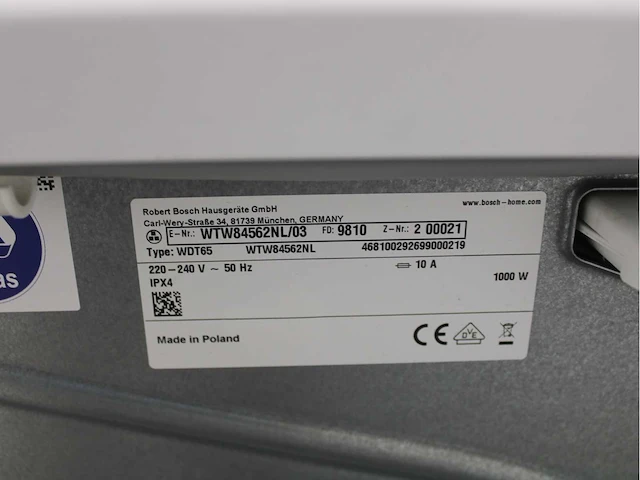 Robert Bosch Hausgeräte GmbH
www.bosch-home.com
Carl-Wery-Straße 34, 81739 München, GERMANY
E-Nr.: WTW84562NL/03 FD: 9810 Z-Nr.: 2 00021
Type: WDT65 WTW84562NL 468100292699000219
220-240 V ~ 50 Hz 10 A 1000 W
IPX4
Made in Poland
CE DVE
as